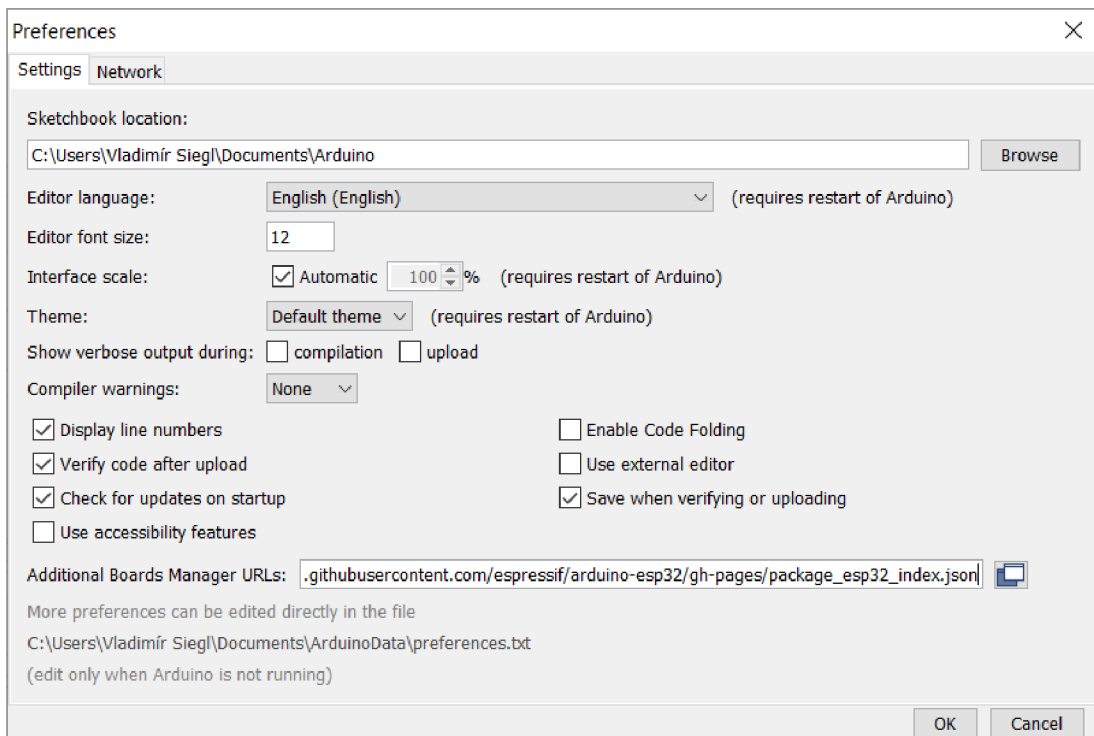 Preferences
Settings Network
Sketchbook location:
C:\Users\Vladimír Siegl\Documents\Arduino Browse
Editor language: English (English) (requires restart of Arduino)
Editor font size: 12
Interface scale: Automatic 100 % (requires restart of Arduino)
Theme: Default theme (requires restart of Arduino)
Show verbose output during: compilation upload
Compiler warnings: None
Display line numbers Enable Code Folding
Verify code after upload Use external editor
Check for updates on startup Save when verifying or uploading
Use accessibility features
Additional Boards Manager URLs: .githubusercontent.com/espressif/arduino-esp32/gh-pages/package_esp32_index.json
More preferences can be edited directly in the file
C:\Users\Vladimír Siegl\Documents\ArduinoData\preferences.txt
(edit only when Arduino is not running)
OK Cancel